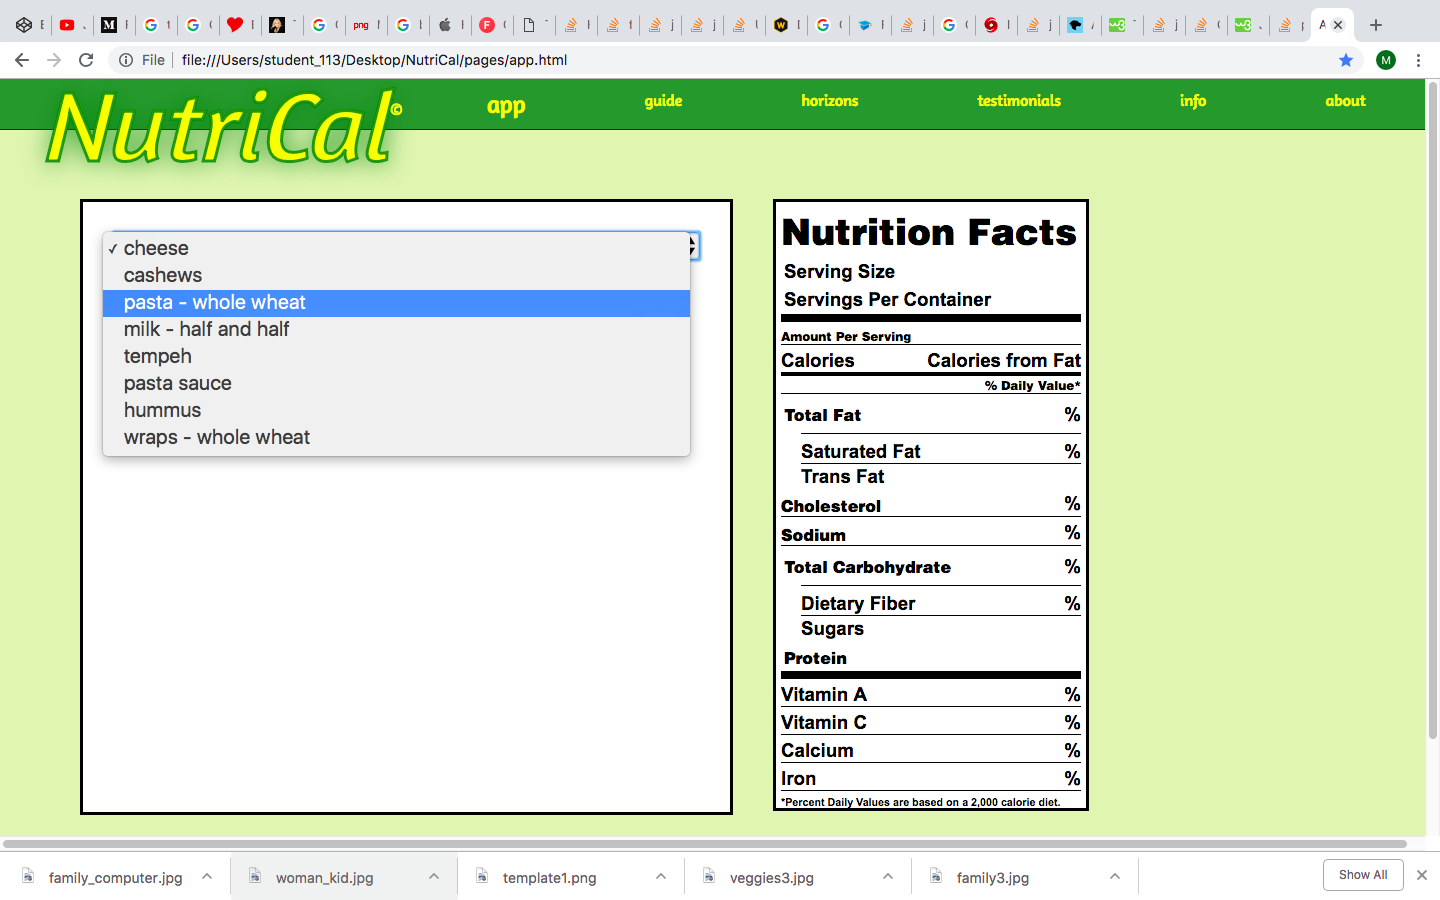 File file:///Users/student_113/Desktop/NutriCal/pages/app.html
M
NutriCal©
app guide horizons testimonials info about
✓ cheese
cashews
pasta - whole wheat
milk - half and half
tempeh
pasta sauce
hummus
wraps - whole wheat
Nutrition Facts
Serving Size
Servings Per Container
Amount Per Serving
Calories Calories from Fat
% Daily Value*
Total Fat %
Saturated Fat %
Trans Fat
Cholesterol %
Sodium %
Total Carbohydrate %
Dietary Fiber %
Sugars
Protein
Vitamin A %
Vitamin C %
Calcium %
Iron %
*Percent Daily Values are based on a 2,000 calorie diet.
family_computer.jpg woman_kid.jpg template1.png veggies3.jpg family3.jpg Show All